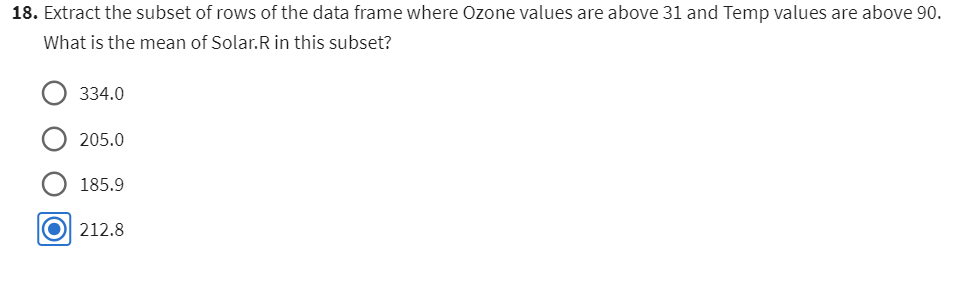 18. Extract the subset of rows of the data frame where Ozone values are above 31 and Temp values are above 90.
What is the mean of Solar.R in this subset?
334.0
205.0
185.9
212.8